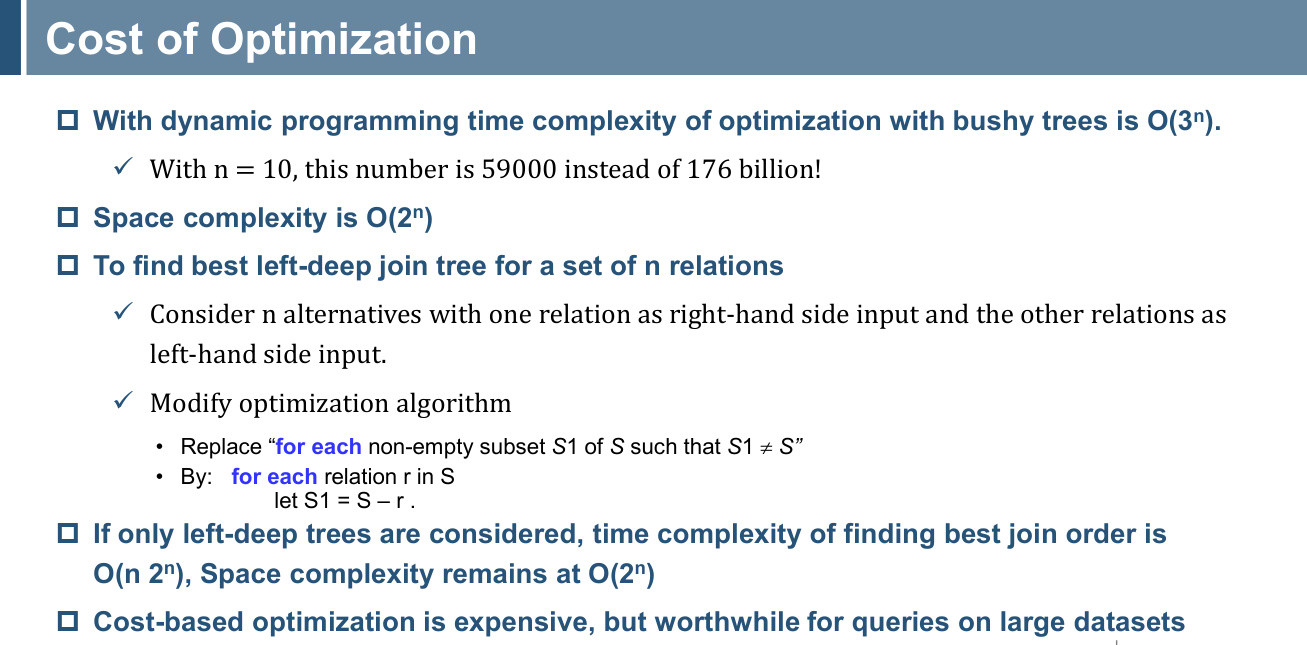 Cost of Optimization
With dynamic programming time complexity of optimization with bushy trees is O(3ⁿ).
With n = 10, this number is 59000 instead of 176 billion!
Space complexity is O(2ⁿ)
To find best left-deep join tree for a set of n relations
Consider n alternatives with one relation as right-hand side input and the other relations as
left-hand side input.
Modify optimization algorithm
• Replace “for each non-empty subset S1 of S such that S1 ≠ S”
• By: for each relation r in S
let S1 = S – r .
If only left-deep trees are considered, time complexity of finding best join order is
O(n 2ⁿ), Space complexity remains at O(2ⁿ)
Cost-based optimization is expensive, but worthwhile for queries on large datasets